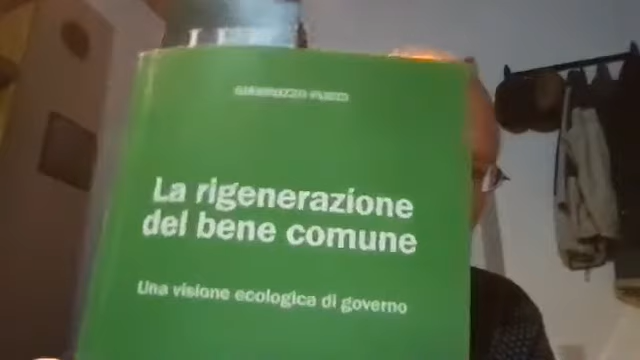 La rigenerazione
del bene comune
Una visione ecologica di governo